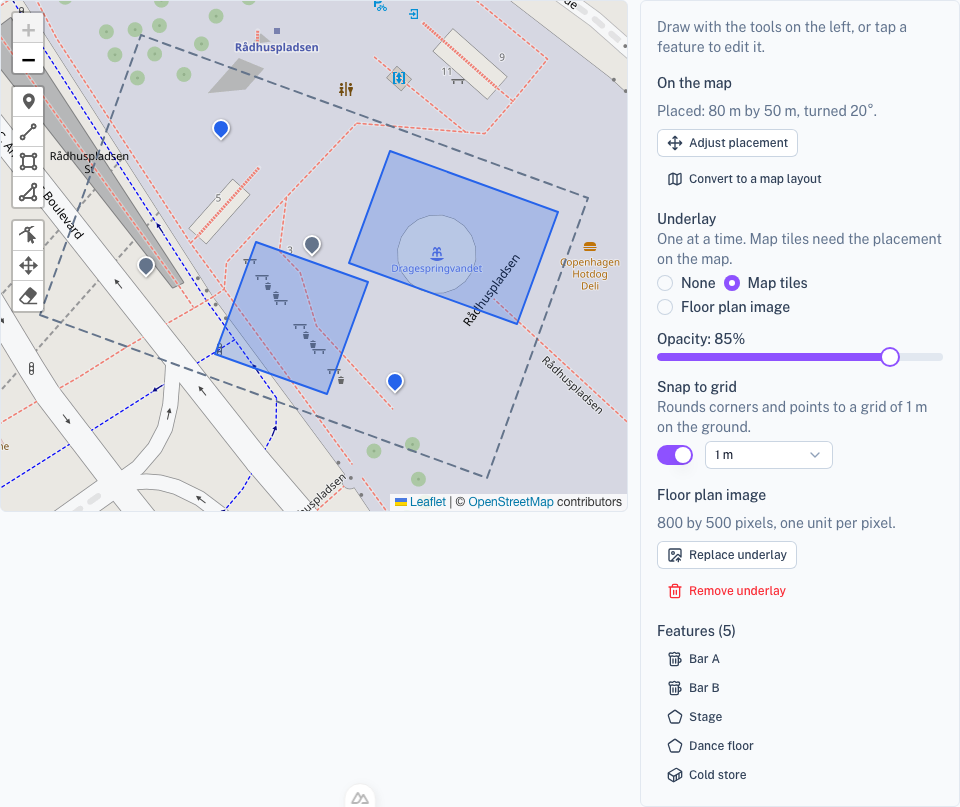 Rådhuspladsen
9
11
Rådhuspladsen
St
Boulevard
5
3
Dragespringvandet
Rådhuspladsen
Copenhagen
Hotdog
Deli
Rådhuspladsen
Leaflet | © OpenStreetMap contributors
Draw with the tools on the left, or tap a
feature to edit it.
On the map
Placed: 80 m by 50 m, turned 20°.
Adjust placement
Convert to a map layout
Underlay
One at a time. Map tiles need the placement
on the map.
None
Map tiles
Floor plan image
Opacity: 85%
Snap to grid
Rounds corners and points to a grid of 1 m
on the ground.
1 m
Floor plan image
800 by 500 pixels, one unit per pixel.
Replace underlay
Remove underlay
Features (5)
Bar A
Bar B
Stage
Dance floor
Cold store